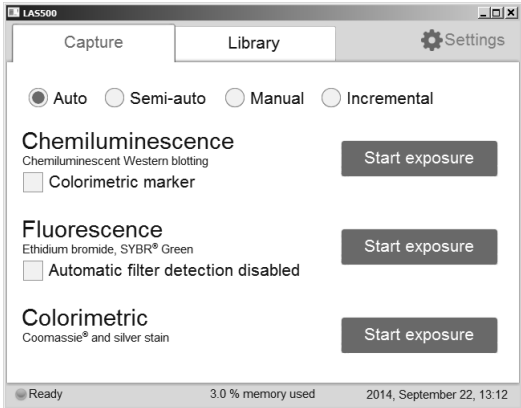 LAS500
Capture Library Settings
Auto Semi-auto Manual Incremental
Chemiluminescence
Chemiluminescent Western blotting
Start exposure
Colorimetric marker
Fluorescence
Ethidium bromide, SYBR® Green
Start exposure
Automatic filter detection disabled
Colorimetric
Coomassie® and silver stain
Start exposure
Ready 3.0 % memory used 2014, September 22, 13:12